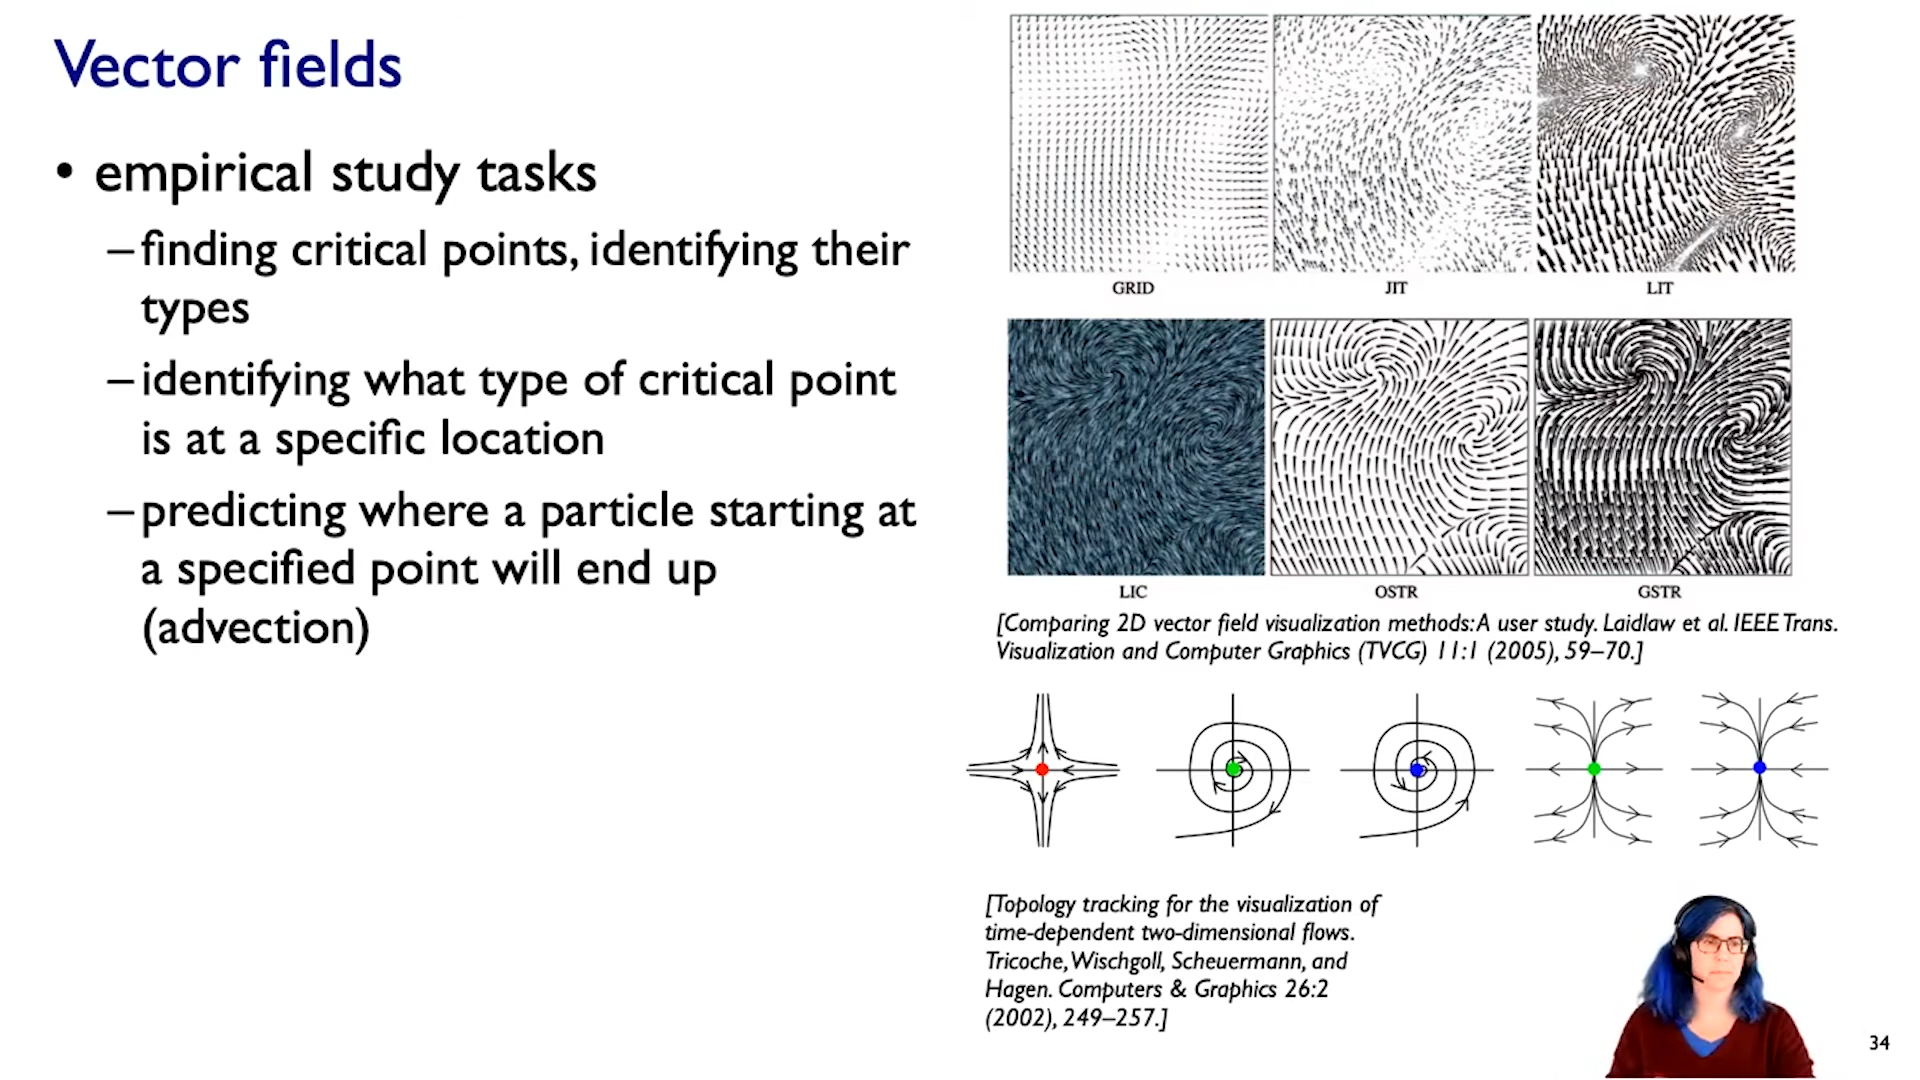 Vector fields
• empirical study tasks
–finding critical points, identifying their
types
–identifying what type of critical point
is at a specific location
–predicting where a particle starting at
a specified point will end up
(advection)
GRID JIT LIT
LIC OSTR GSTR
[Comparing 2D vector field visualization methods: A user study. Laidlaw et al. IEEE Trans.
Visualization and Computer Graphics (TVCG) 11:1 (2005), 59–70.]
[Topology tracking for the visualization of
time-dependent two-dimensional flows.
Tricoche, Wischgoll, Scheuermann, and
Hagen. Computers & Graphics 26:2
(2002), 249–257.]
34